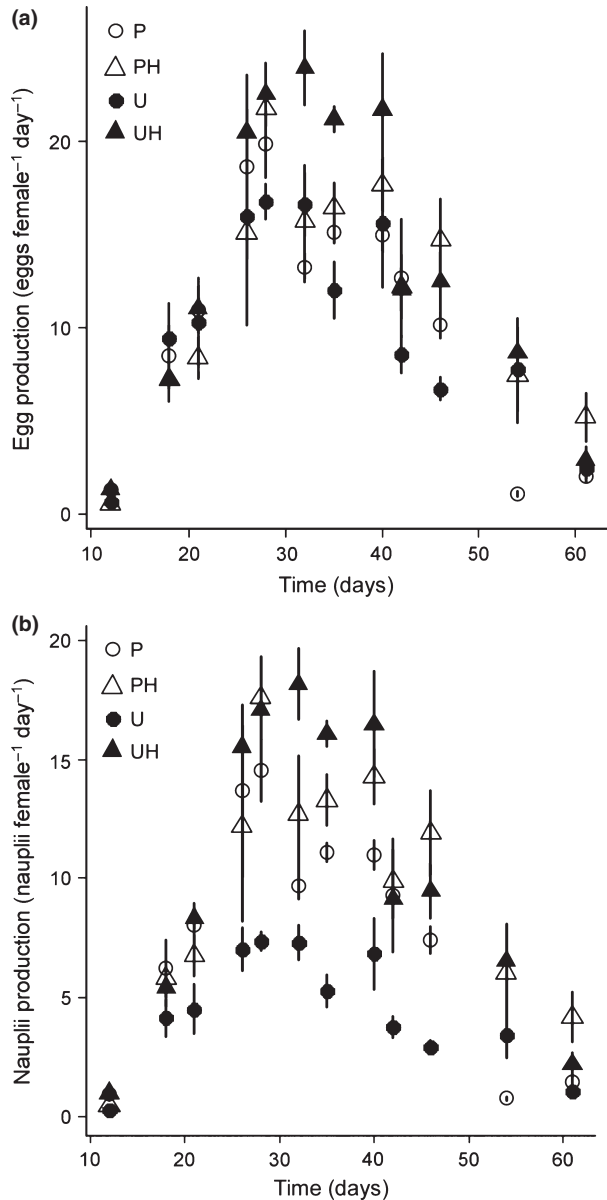 (a)
P
PH
U
UH
20
10
0
Egg production (eggs female⁻¹ day⁻¹)
10 20 30 40 50 60
Time (days)
(b)
P
PH
U
UH
20
15
10
5
0
Nauplii production (nauplii female⁻¹ day⁻¹)
10 20 30 40 50 60
Time (days)